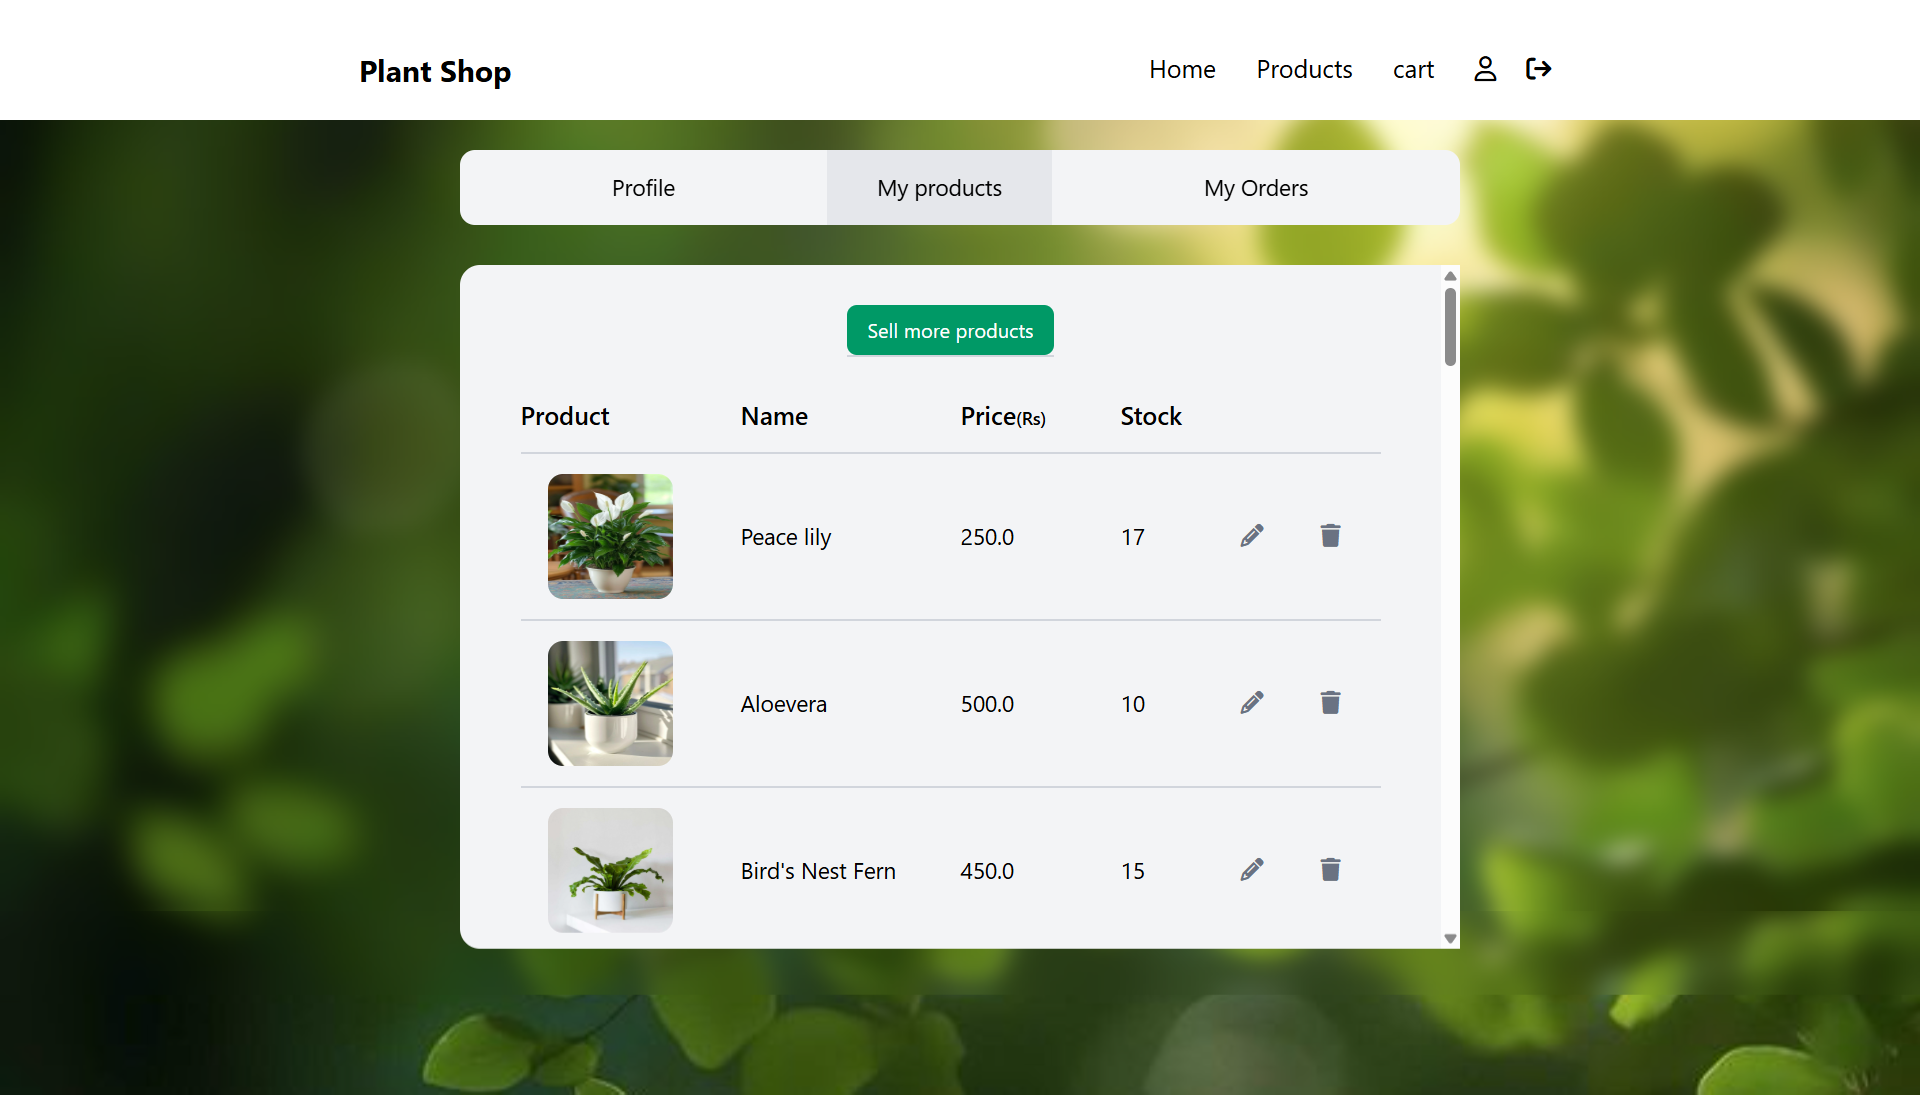 Plant Shop
Home Products cart
Profile My products My Orders
Sell more products
Product Name Price(Rs) Stock
Peace lily 250.0 17
Aloevera 500.0 10
Bird's Nest Fern 450.0 15